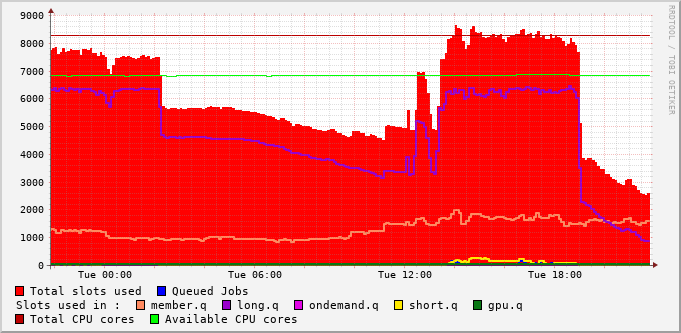 9000
8000
7000
6000
5000
4000
3000
2000
1000
0
Tue 00:00 Tue 06:00 Tue 12:00 Tue 18:00
RRDTOOL / TOBI OETIKER
Total slots used Queued Jobs
Slots used in : member.q long.q ondemand.q short.q gpu.q
Total CPU cores Available CPU cores